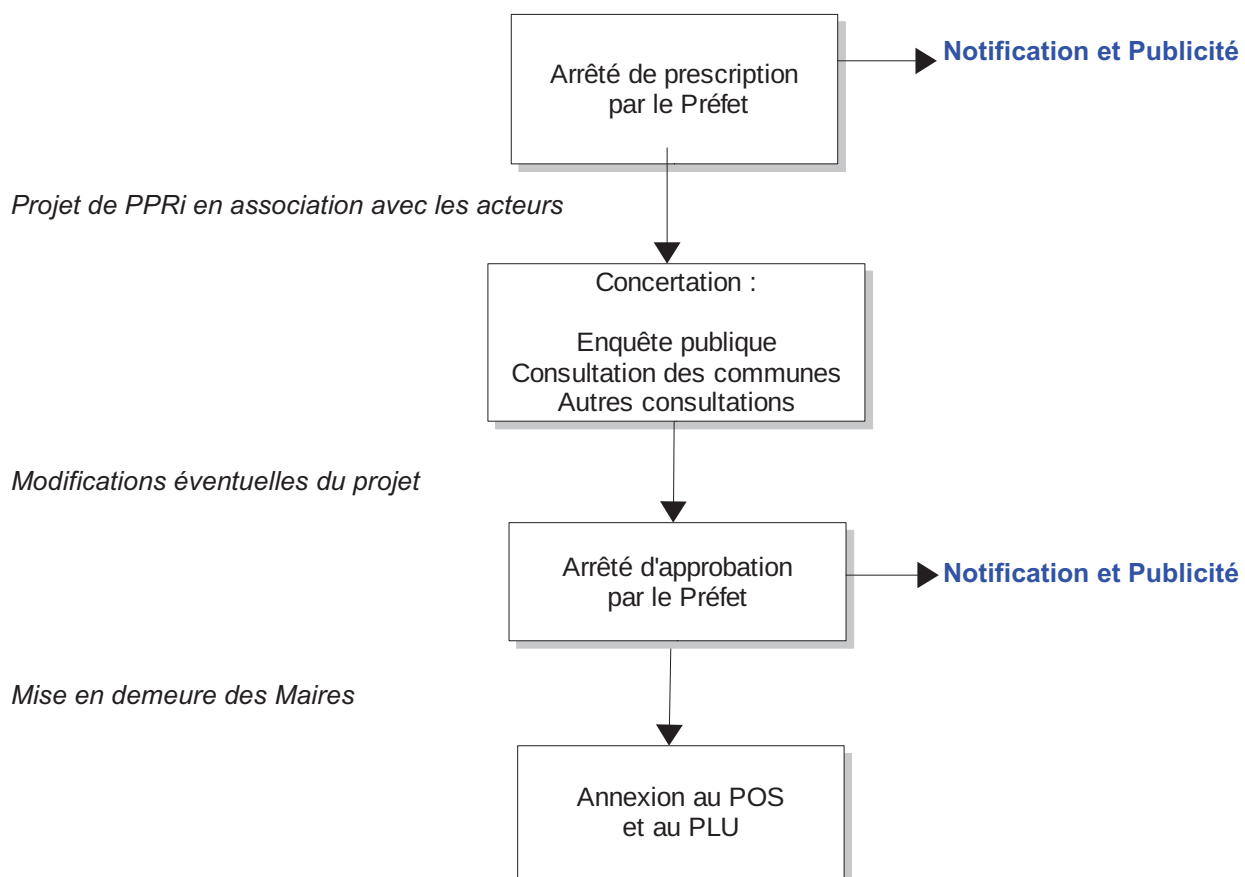 Arrêté de prescription
par le Préfet
Notification et Publicité
Projet de PPRi en association avec les acteurs
Concertation :
Enquête publique
Consultation des communes
Autres consultations
Modifications éventuelles du projet
Arrêté d'approbation
par le Préfet
Notification et Publicité
Mise en demeure des Maires
Annexion au POS
et au PLU